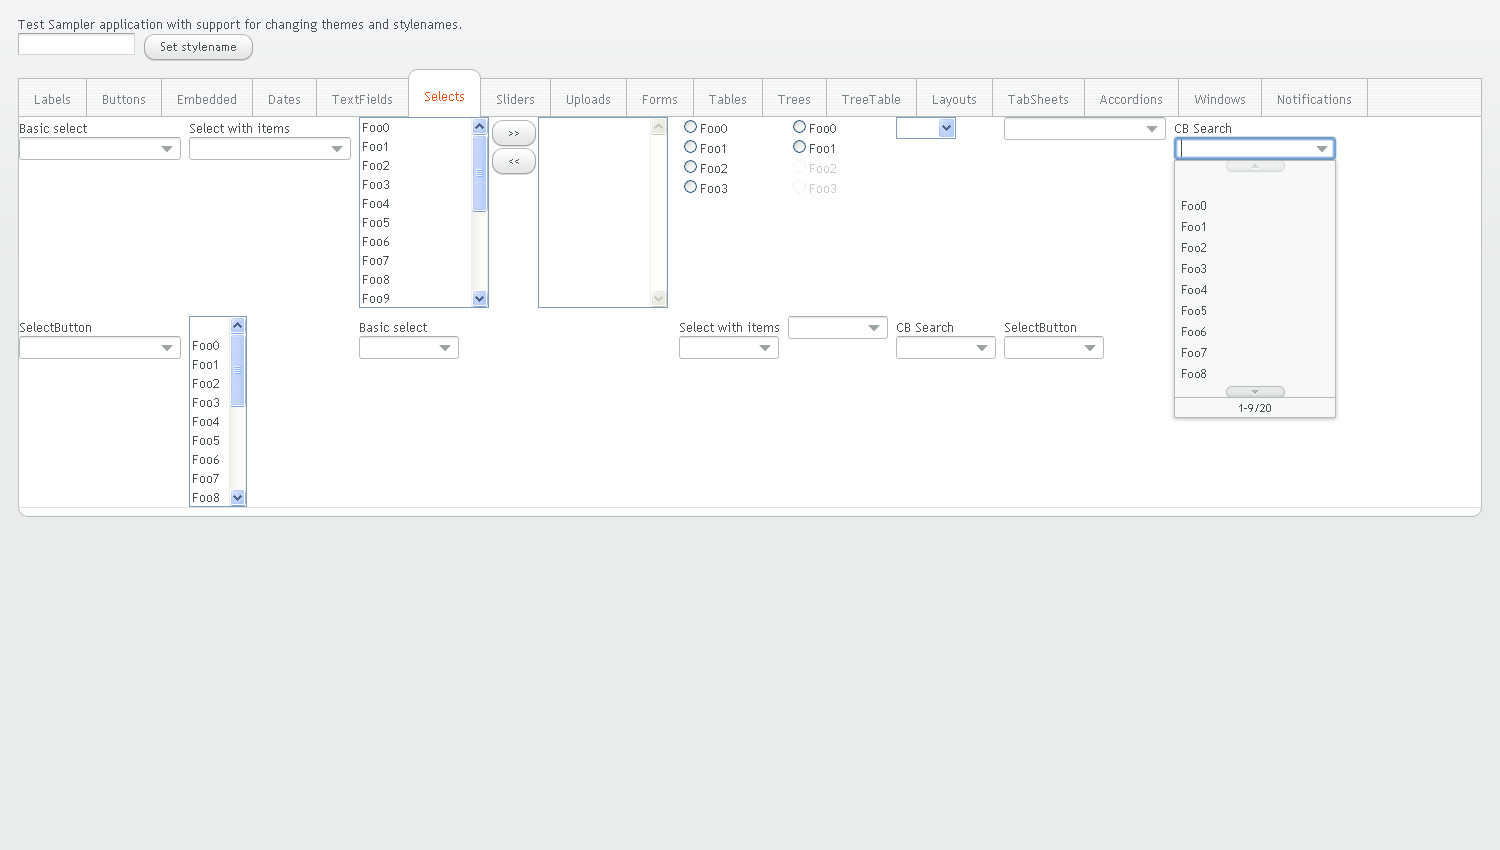 Test Sampler application with support for changing themes and stylenames.
Set stylename
Labels Buttons Embedded Dates TextFields Selects Sliders Uploads Forms Tables Trees TreeTable Layouts TabSheets Accordions Windows Notifications
Basic select
Select with items
Foo0
Foo1
Foo2
Foo3
Foo4
Foo5
Foo6
Foo7
Foo8
Foo9
>>
<<
Foo0
Foo1
Foo2
Foo3
Foo0
Foo1
Foo2
Foo3
CB Search
Foo0
Foo1
Foo2
Foo3
Foo4
Foo5
Foo6
Foo7
Foo8
1-9/20
SelectButton
Foo0
Foo1
Foo2
Foo3
Foo4
Foo5
Foo6
Foo7
Foo8
Basic select
Select with items
CB Search
SelectButton